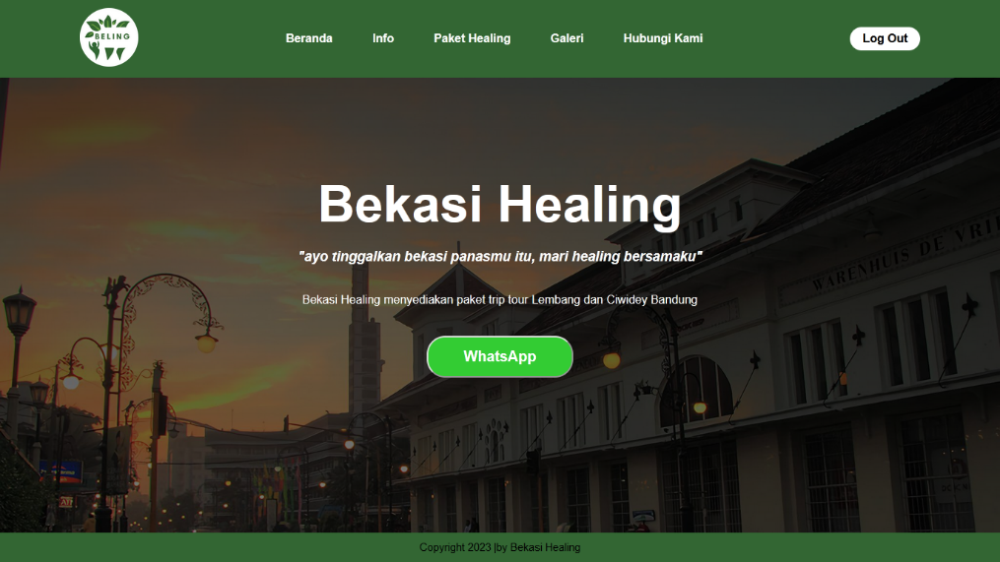 BELING
Beranda
Info
Paket Healing
Galeri
Hubungi Kami
Log Out
Bekasi Healing
"ayo tinggalkan bekasi panasmu itu, mari healing bersamaku"
Bekasi Healing menyediakan paket trip tour Lembang dan Ciwidey Bandung
WhatsApp
WARENHUIS DE VRI
Copyright 2023 |by Bekasi Healing